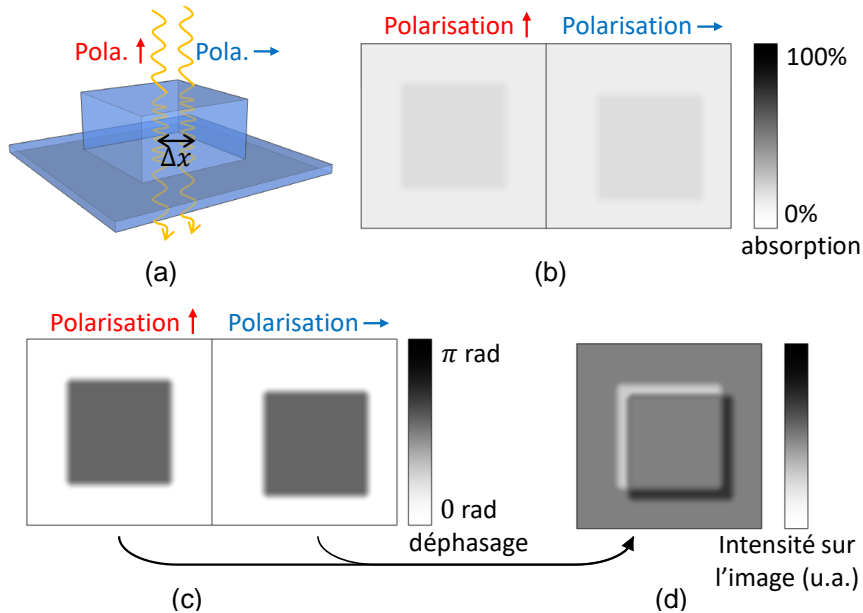 Pola. ↑ Pola. →
Δx
(a)
Polarisation ↑ Polarisation →
100%
0%
absorption
(b)
Polarisation ↑ Polarisation →
π rad
0 rad
déphasage
(c)
Intensité sur
l'image (u.a.)
(d)